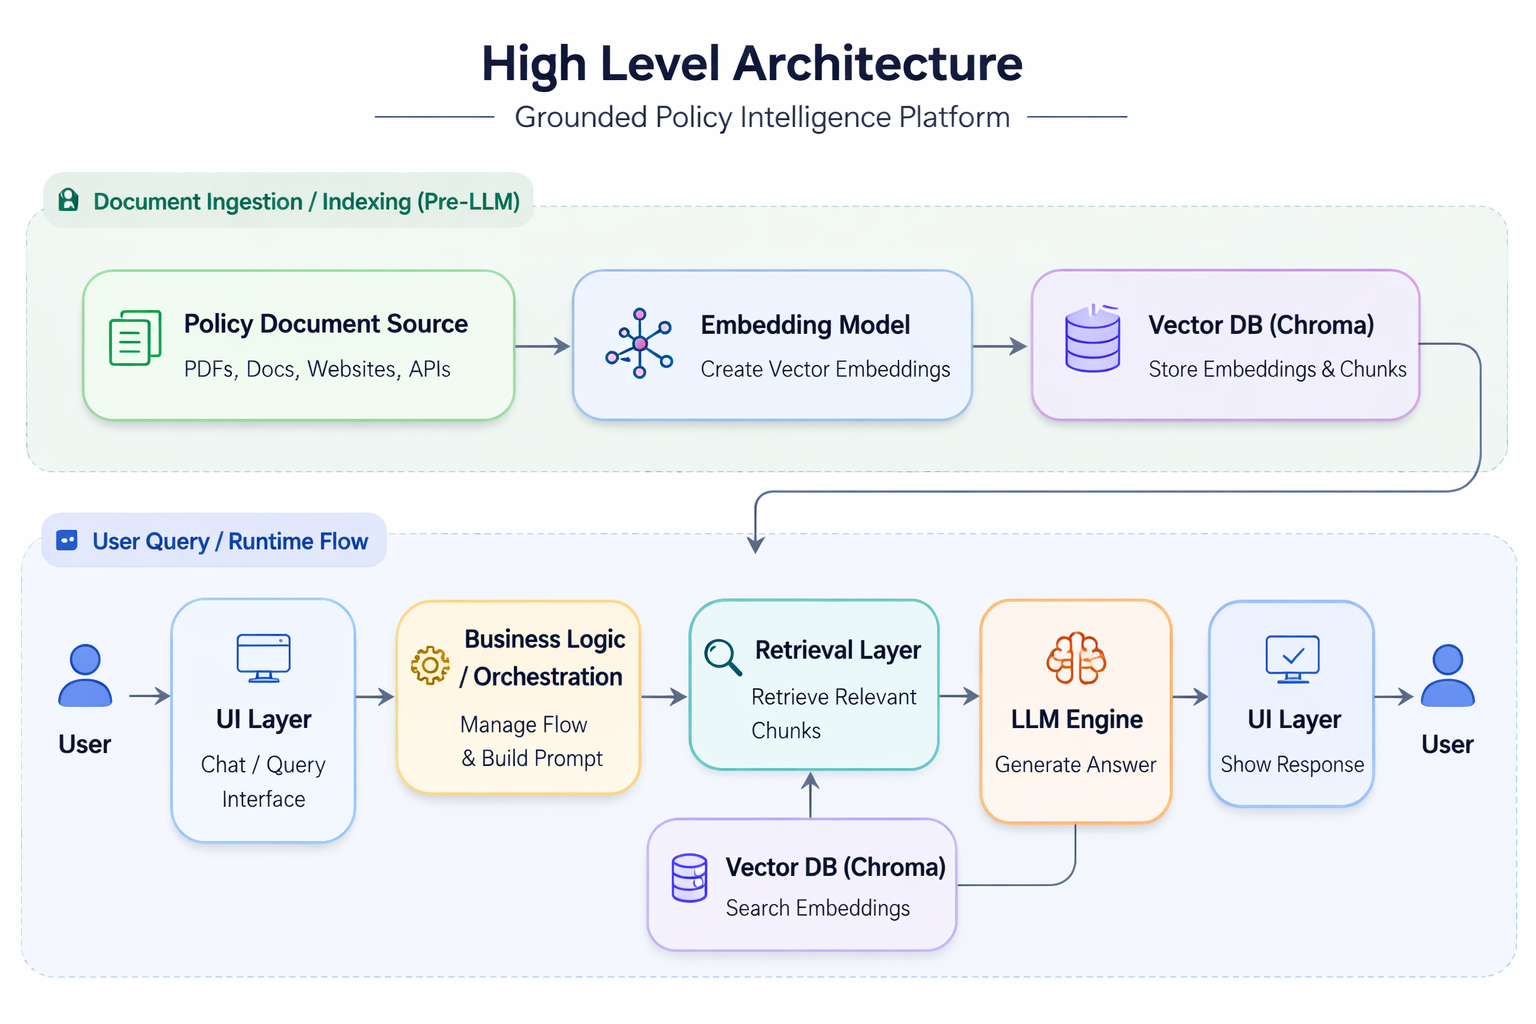 High Level Architecture
Grounded Policy Intelligence Platform
Document Ingestion / Indexing (Pre-LLM)
Policy Document Source
PDFs, Docs, Websites, APIs
Embedding Model
Create Vector Embeddings
Vector DB (Chroma)
Store Embeddings & Chunks
User Query / Runtime Flow
User
UI Layer
Chat / Query
Interface
Business Logic
/ Orchestration
Manage Flow
& Build Prompt
Retrieval Layer
Retrieve Relevant
Chunks
Vector DB (Chroma)
Search Embeddings
LLM Engine
Generate Answer
UI Layer
Show Response
User